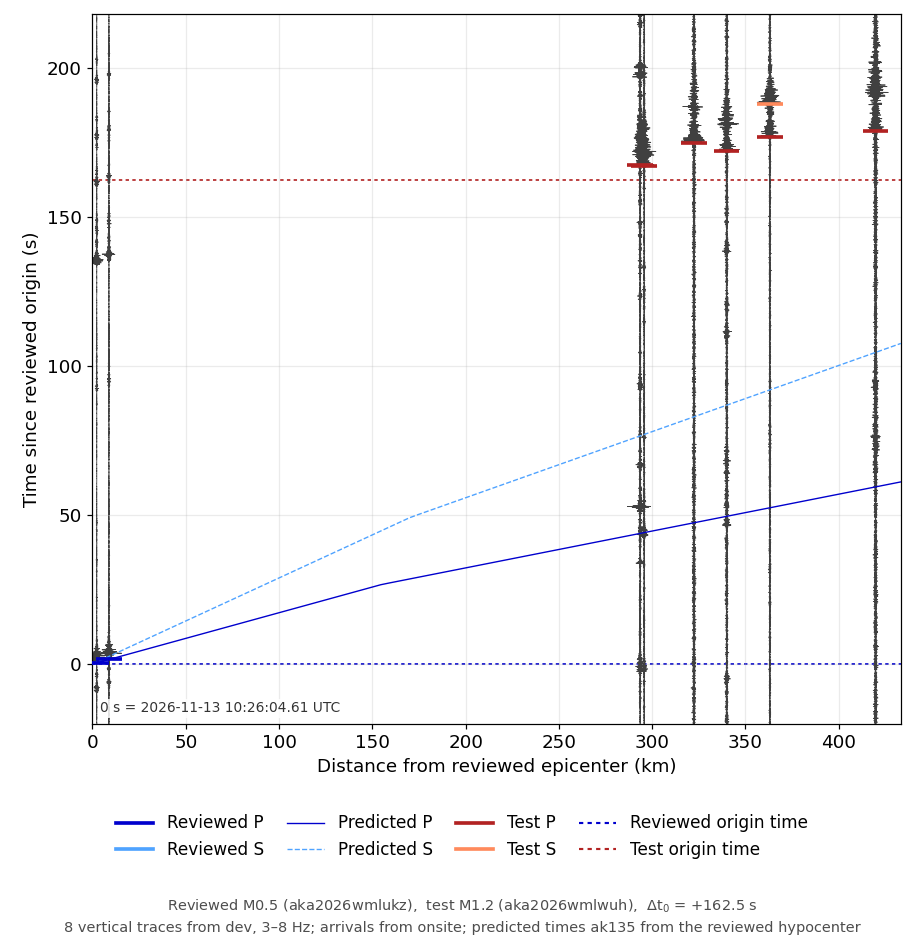 200
150
100
50
0
Time since reviewed origin (s)
0 s = 2026-11-13 10:26:04.61 UTC
0 50 100 150 200 250 300 350 400
Distance from reviewed epicenter (km)
Reviewed P Predicted P Test P Reviewed origin time
Reviewed S Predicted S Test S Test origin time
Reviewed M0.5 (aka2026wmlukz), test M1.2 (aka2026wmlwuh), Δt₀ = +162.5 s
8 vertical traces from dev, 3–8 Hz; arrivals from onsite; predicted times ak135 from the reviewed hypocenter